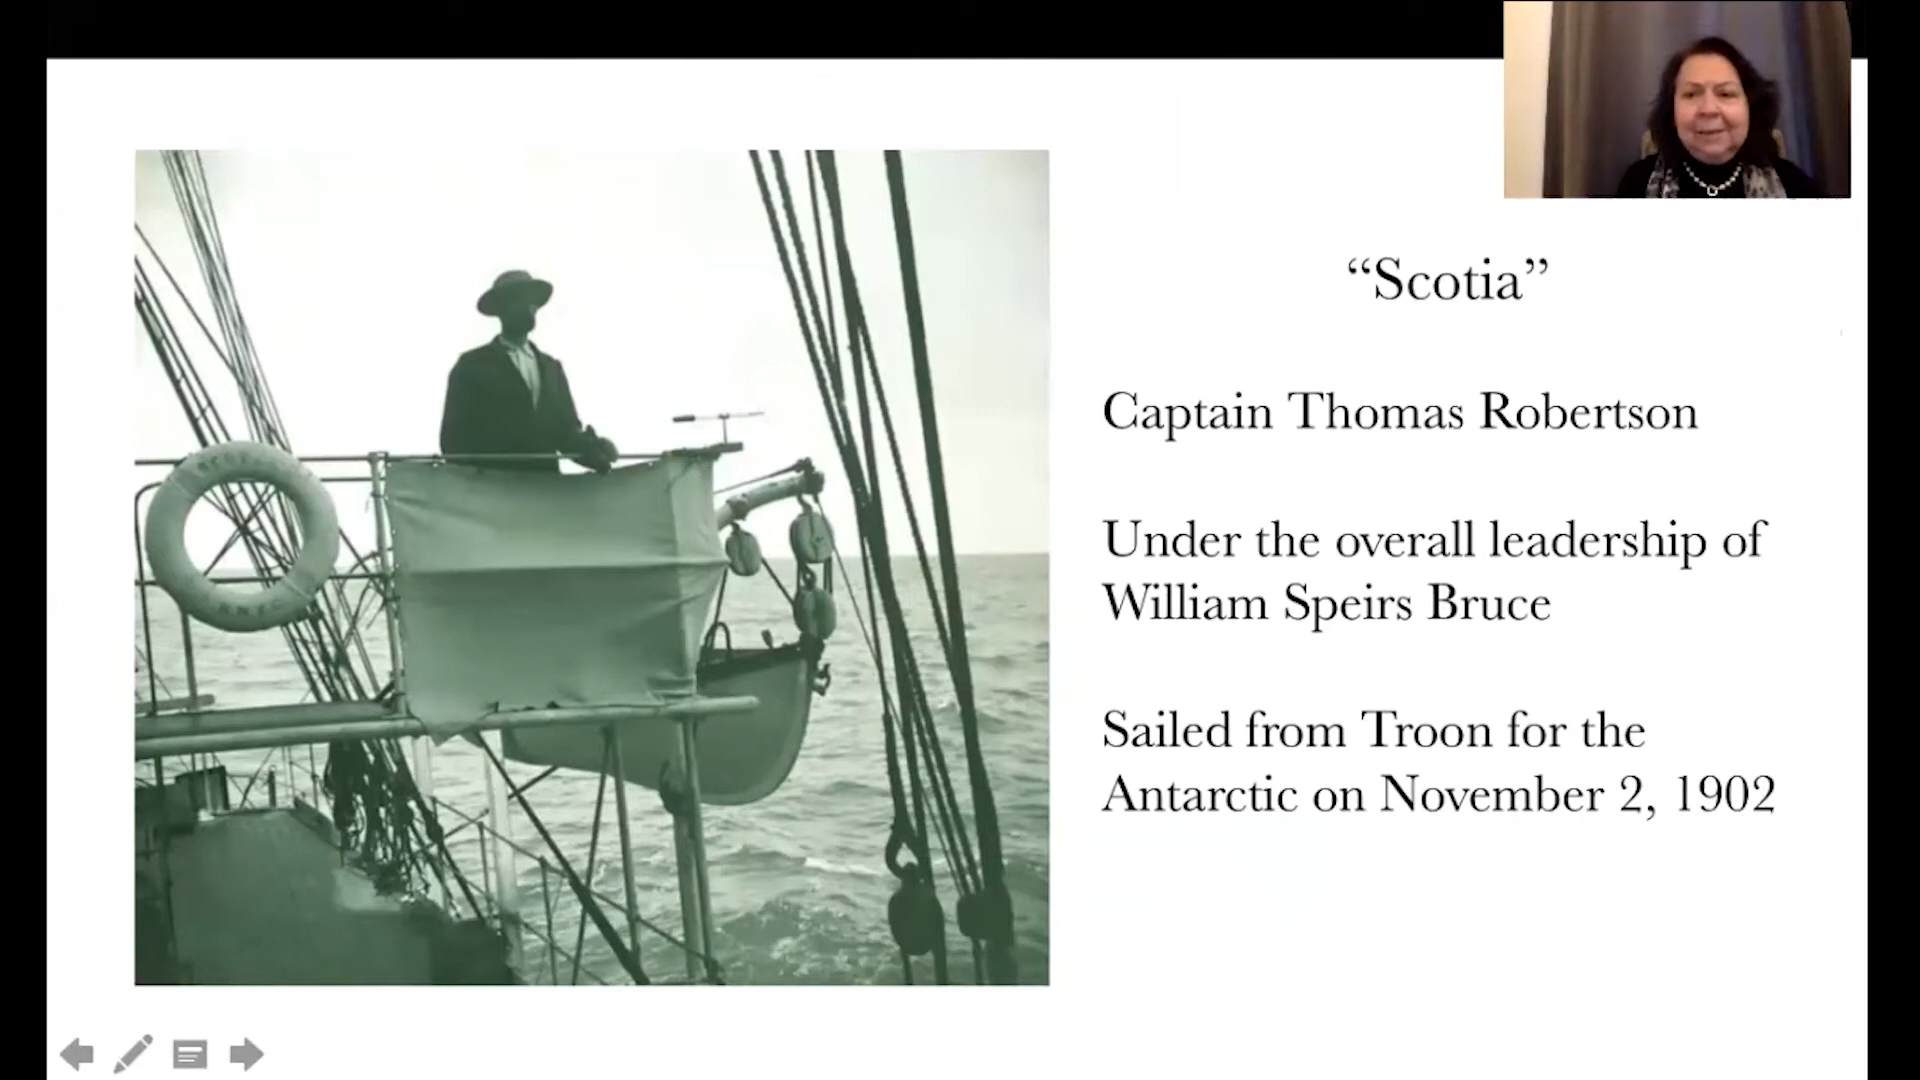 “Scotia”
Captain Thomas Robertson
Under the overall leadership of
William Speirs Bruce
Sailed from Troon for the
Antarctic on November 2, 1902